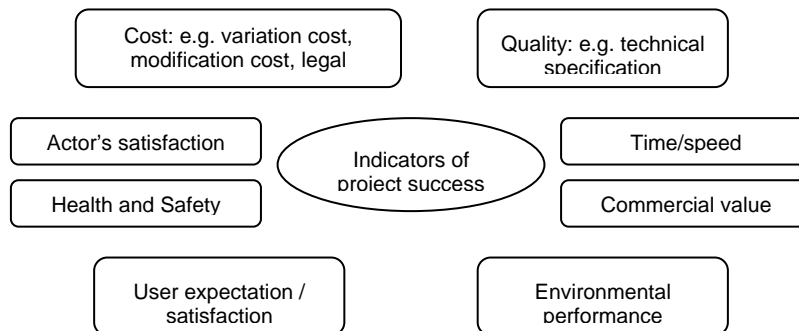 Cost: e.g. variation cost,
modification cost, legal
Quality: e.g. technical
specification
Actor's satisfaction
Indicators of
project success
Time/speed
Health and Safety
Commercial value
User expectation /
satisfaction
Environmental
performance